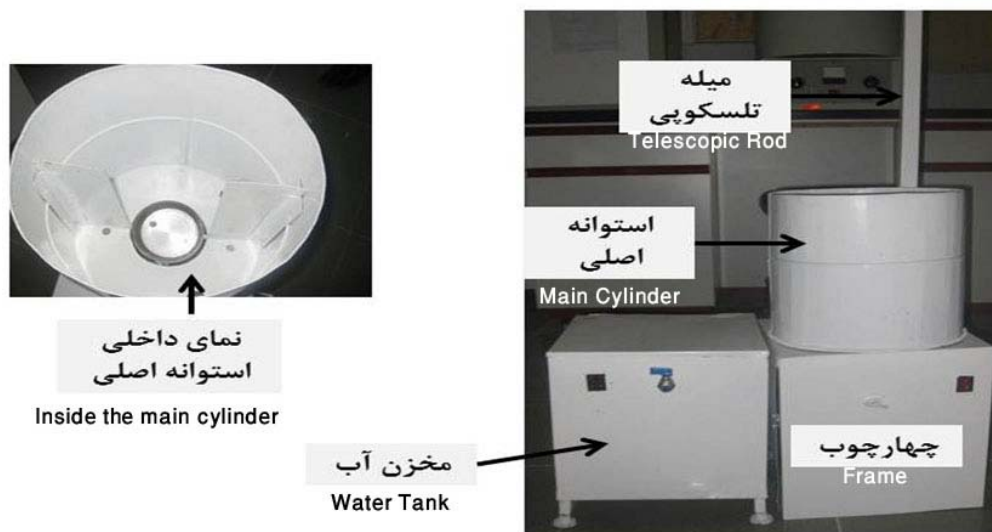 میله
تلسکوپی
Telescopic Rod
استوانه
اصلی
Main Cylinder
نمای داخلی
استوانه اصلی
Inside the main cylinder
مخزن آب
Water Tank
چهارچوب
Frame